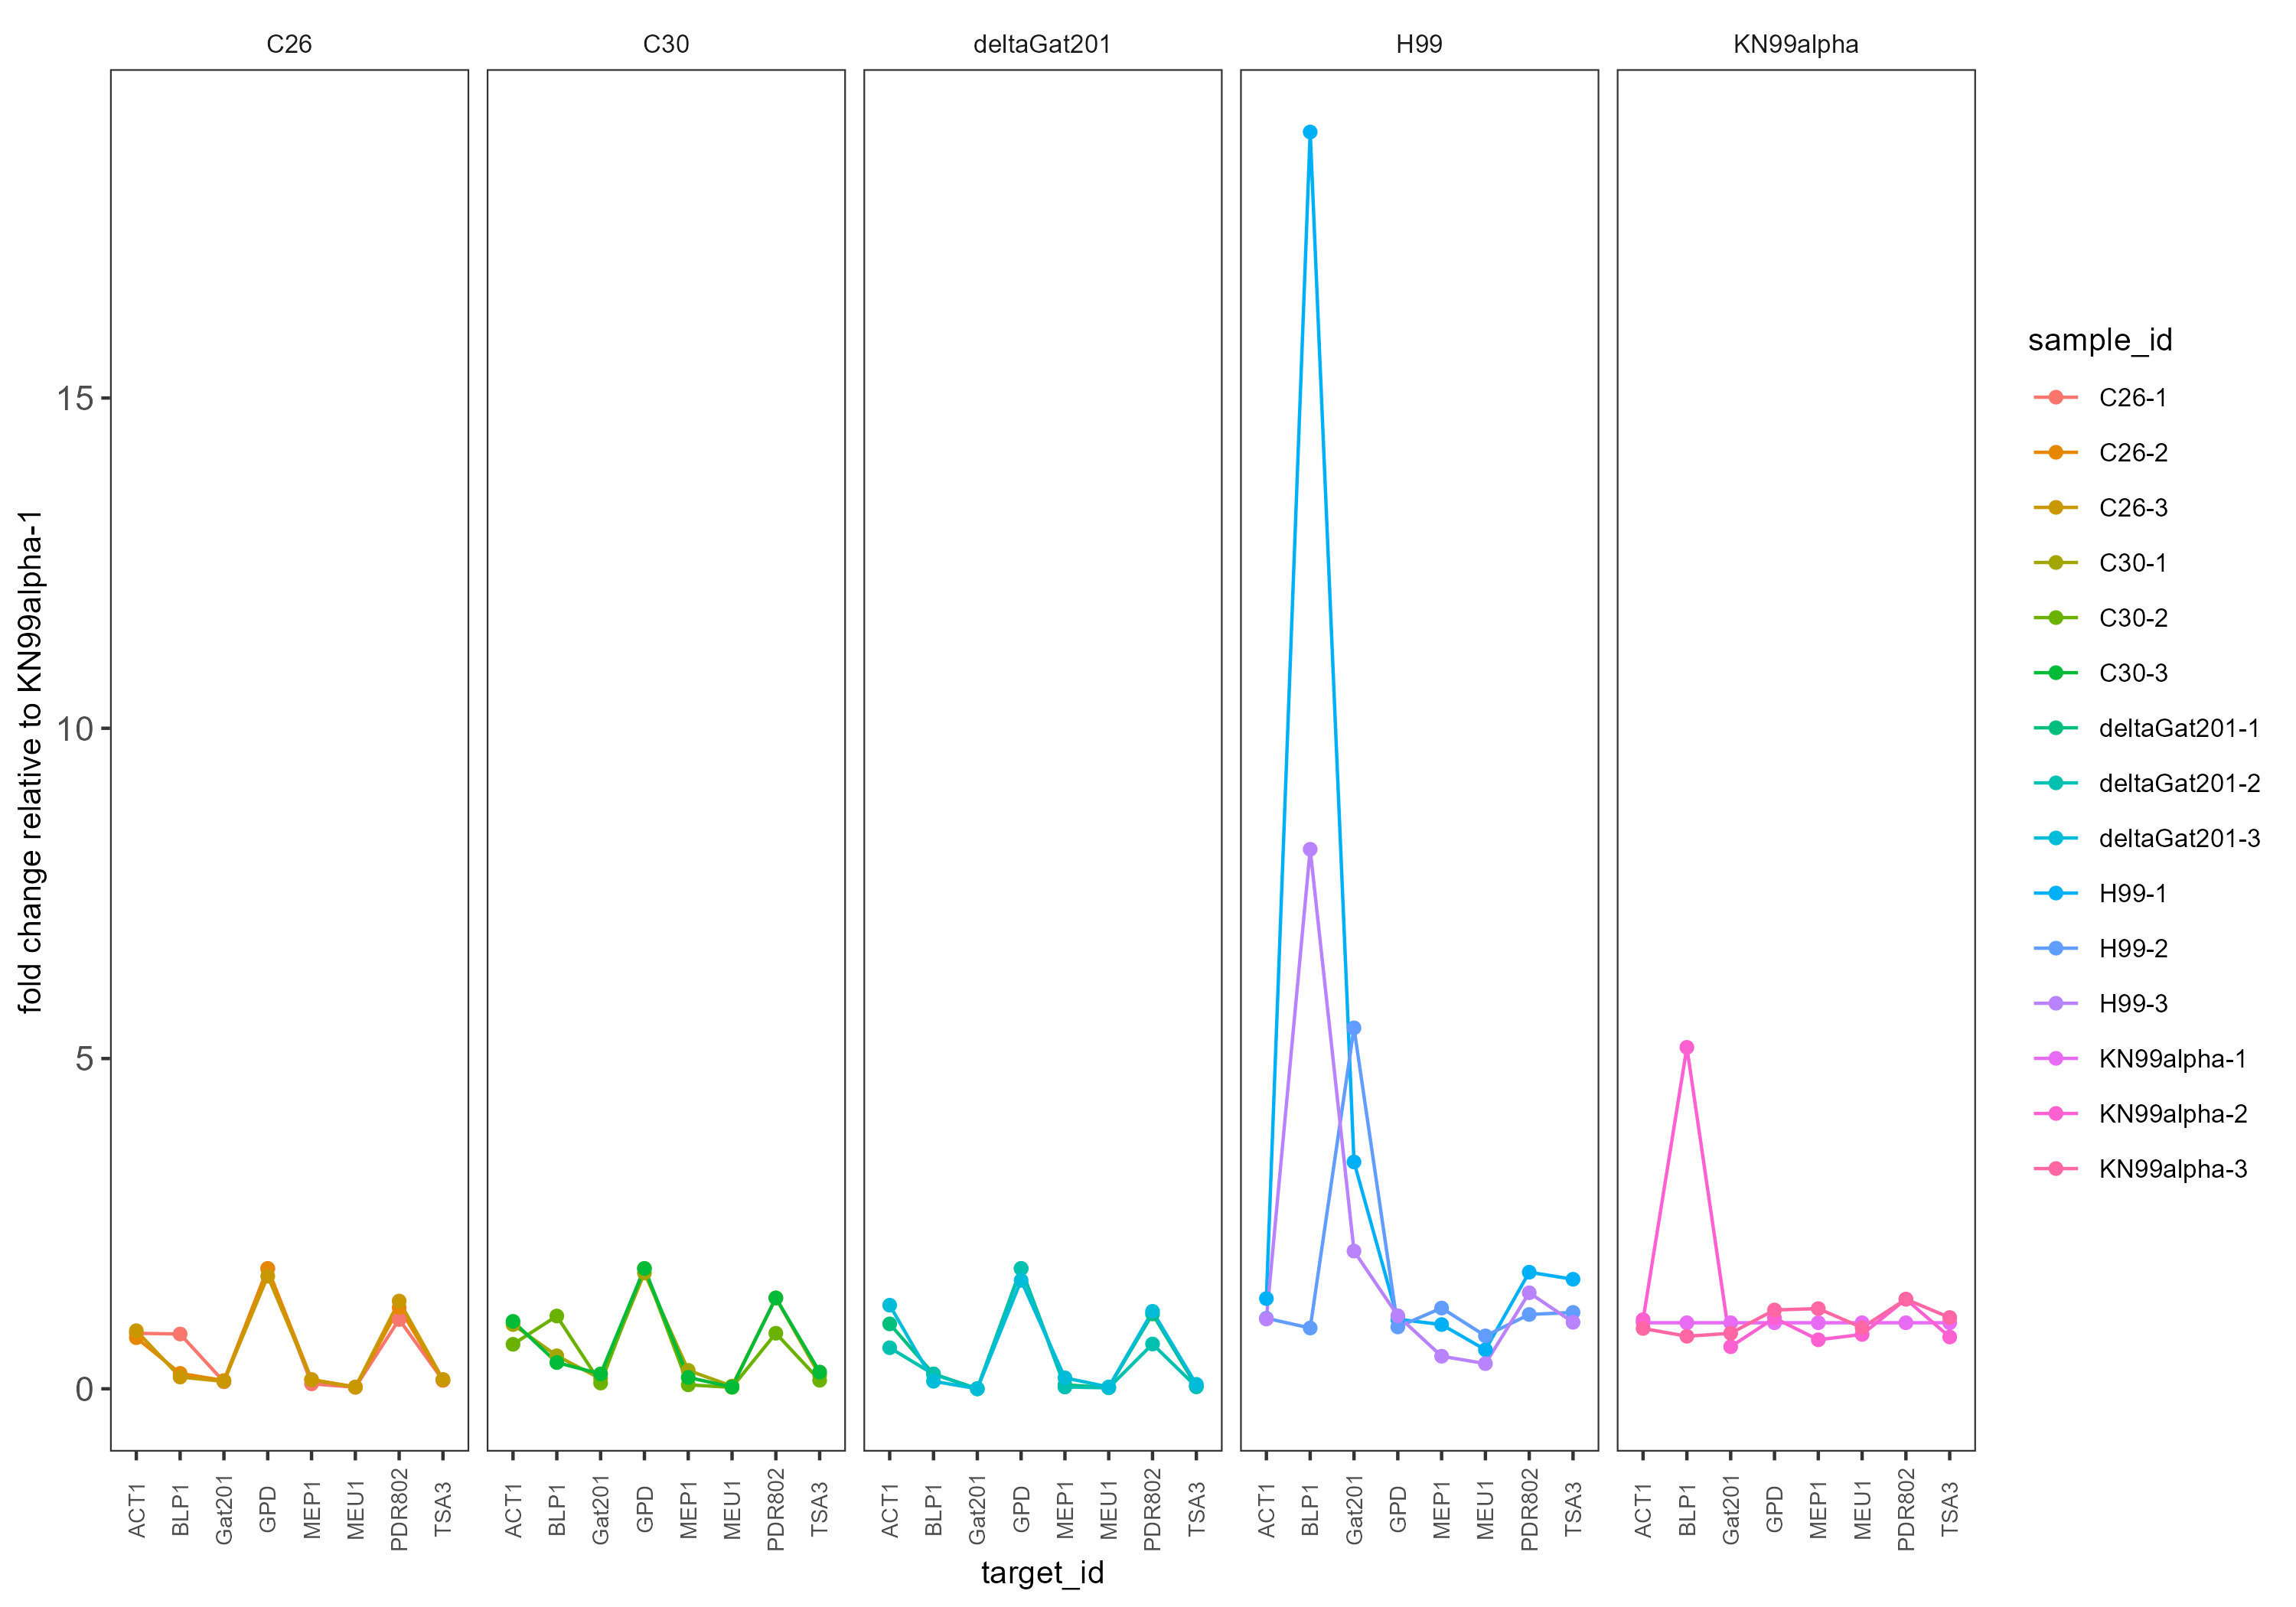 C26
C30
deltaGat201
H99
KN99alpha
fold change relative to KN99alpha-1
15
10
5
0
ACT1
BLP1
Gat201
GPD
MEP1
MEU1
PDR802
TSA3
ACT1
BLP1
Gat201
GPD
MEP1
MEU1
PDR802
TSA3
ACT1
BLP1
Gat201
GPD
MEP1
MEU1
PDR802
TSA3
ACT1
BLP1
Gat201
GPD
MEP1
MEU1
PDR802
TSA3
ACT1
BLP1
Gat201
GPD
MEP1
MEU1
PDR802
TSA3
target_id
sample_id
C26-1
C26-2
C26-3
C30-1
C30-2
C30-3
deltaGat201-1
deltaGat201-2
deltaGat201-3
H99-1
H99-2
H99-3
KN99alpha-1
KN99alpha-2
KN99alpha-3